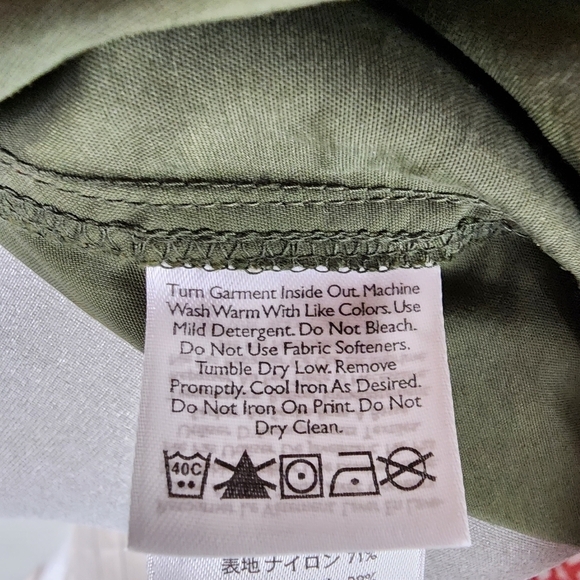 Turn Garment Inside Out. Machine
Wash Warm With Like Colors. Use
Mild Detergent. Do Not Bleach.
Do Not Use Fabric Softeners.
Tumble Dry Low. Remove
Promptly. Cool Iron As Desired.
Do Not Iron On Print. Do Not
Dry Clean.
40C
表地 ナイロン 71%